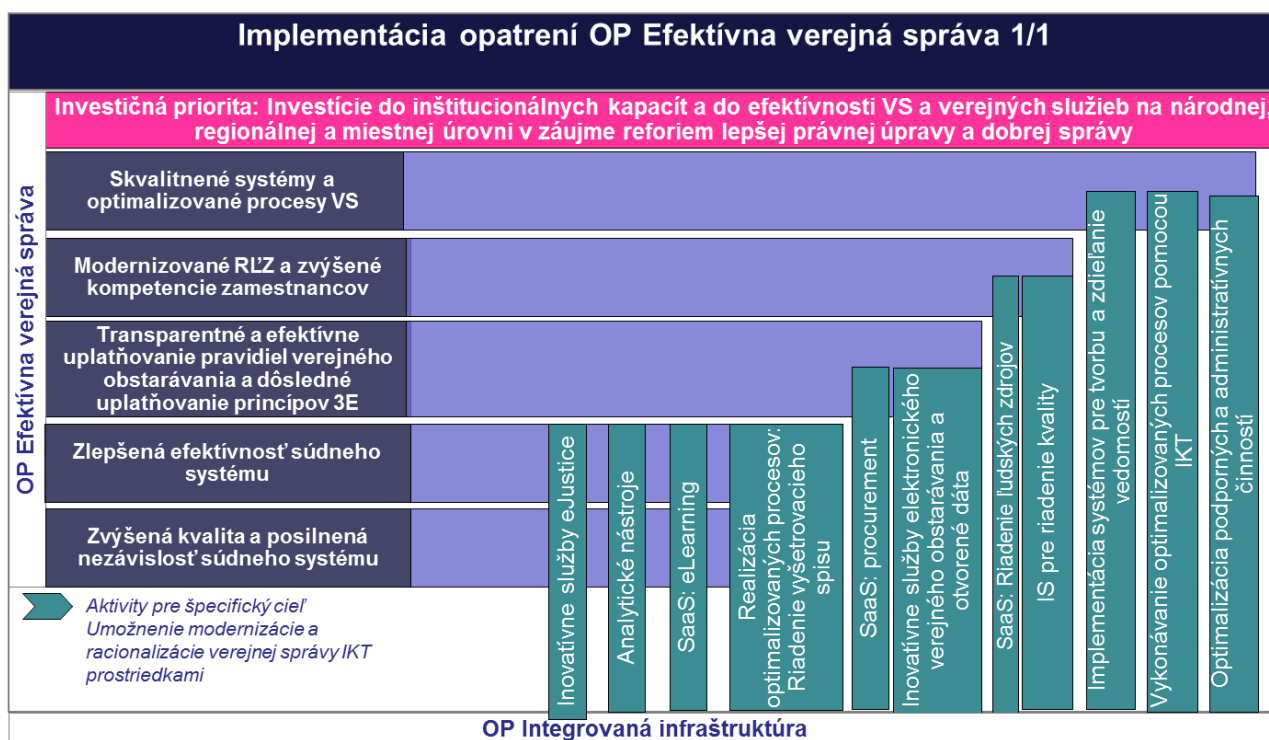 Implementácia opatrení OP Efektívna verejná správa 1/1
Investičná priorita: Investície do inštitucionálnych kapacít a do efektívnosti VS a verejných služieb na národnej,
regionálnej a miestnej úrovni v záujme reforiem lepšej právnej úpravy a dobrej správy
OP Efektívna verejná správa
Skvalitnené systémy a
optimalizované procesy VS
Modernizované RĽZ a zvýšené
kompetencie zamestnancov
Transparentné a efektívne
uplatňovanie pravidiel verejného
obstarávania a dôsledné
uplatňovanie princípov 3E
Zlepšená efektívnosť súdneho
systému
Zvýšená kvalita a posilnená
nezávislosť súdneho systému
Inovatívne služby eJustice
Analytické nástroje
SaaS: eLearning
Realizácia
optimalizovaných procesov:
Riadenie vyšetrovacieho
spisu
SaaS: procurement
Inovatívne služby elektronického
verejného obstarávania a
otvorené dáta
SaaS: Riadenie ľudských zdrojov
IS pre riadenie kvality
Implementácia systémov pre tvorbu a zdieľanie
vedomostí
Vykonávanie optimalizovaných procesov pomocou
IKT
Optimalizácia podporných a administratívnych
činností
Aktivity pre špecifický cieľ
Umožnenie modernizácie a
racionalizácie verejnej správy IKT
prostriedkami
OP Integrovaná infraštruktúra